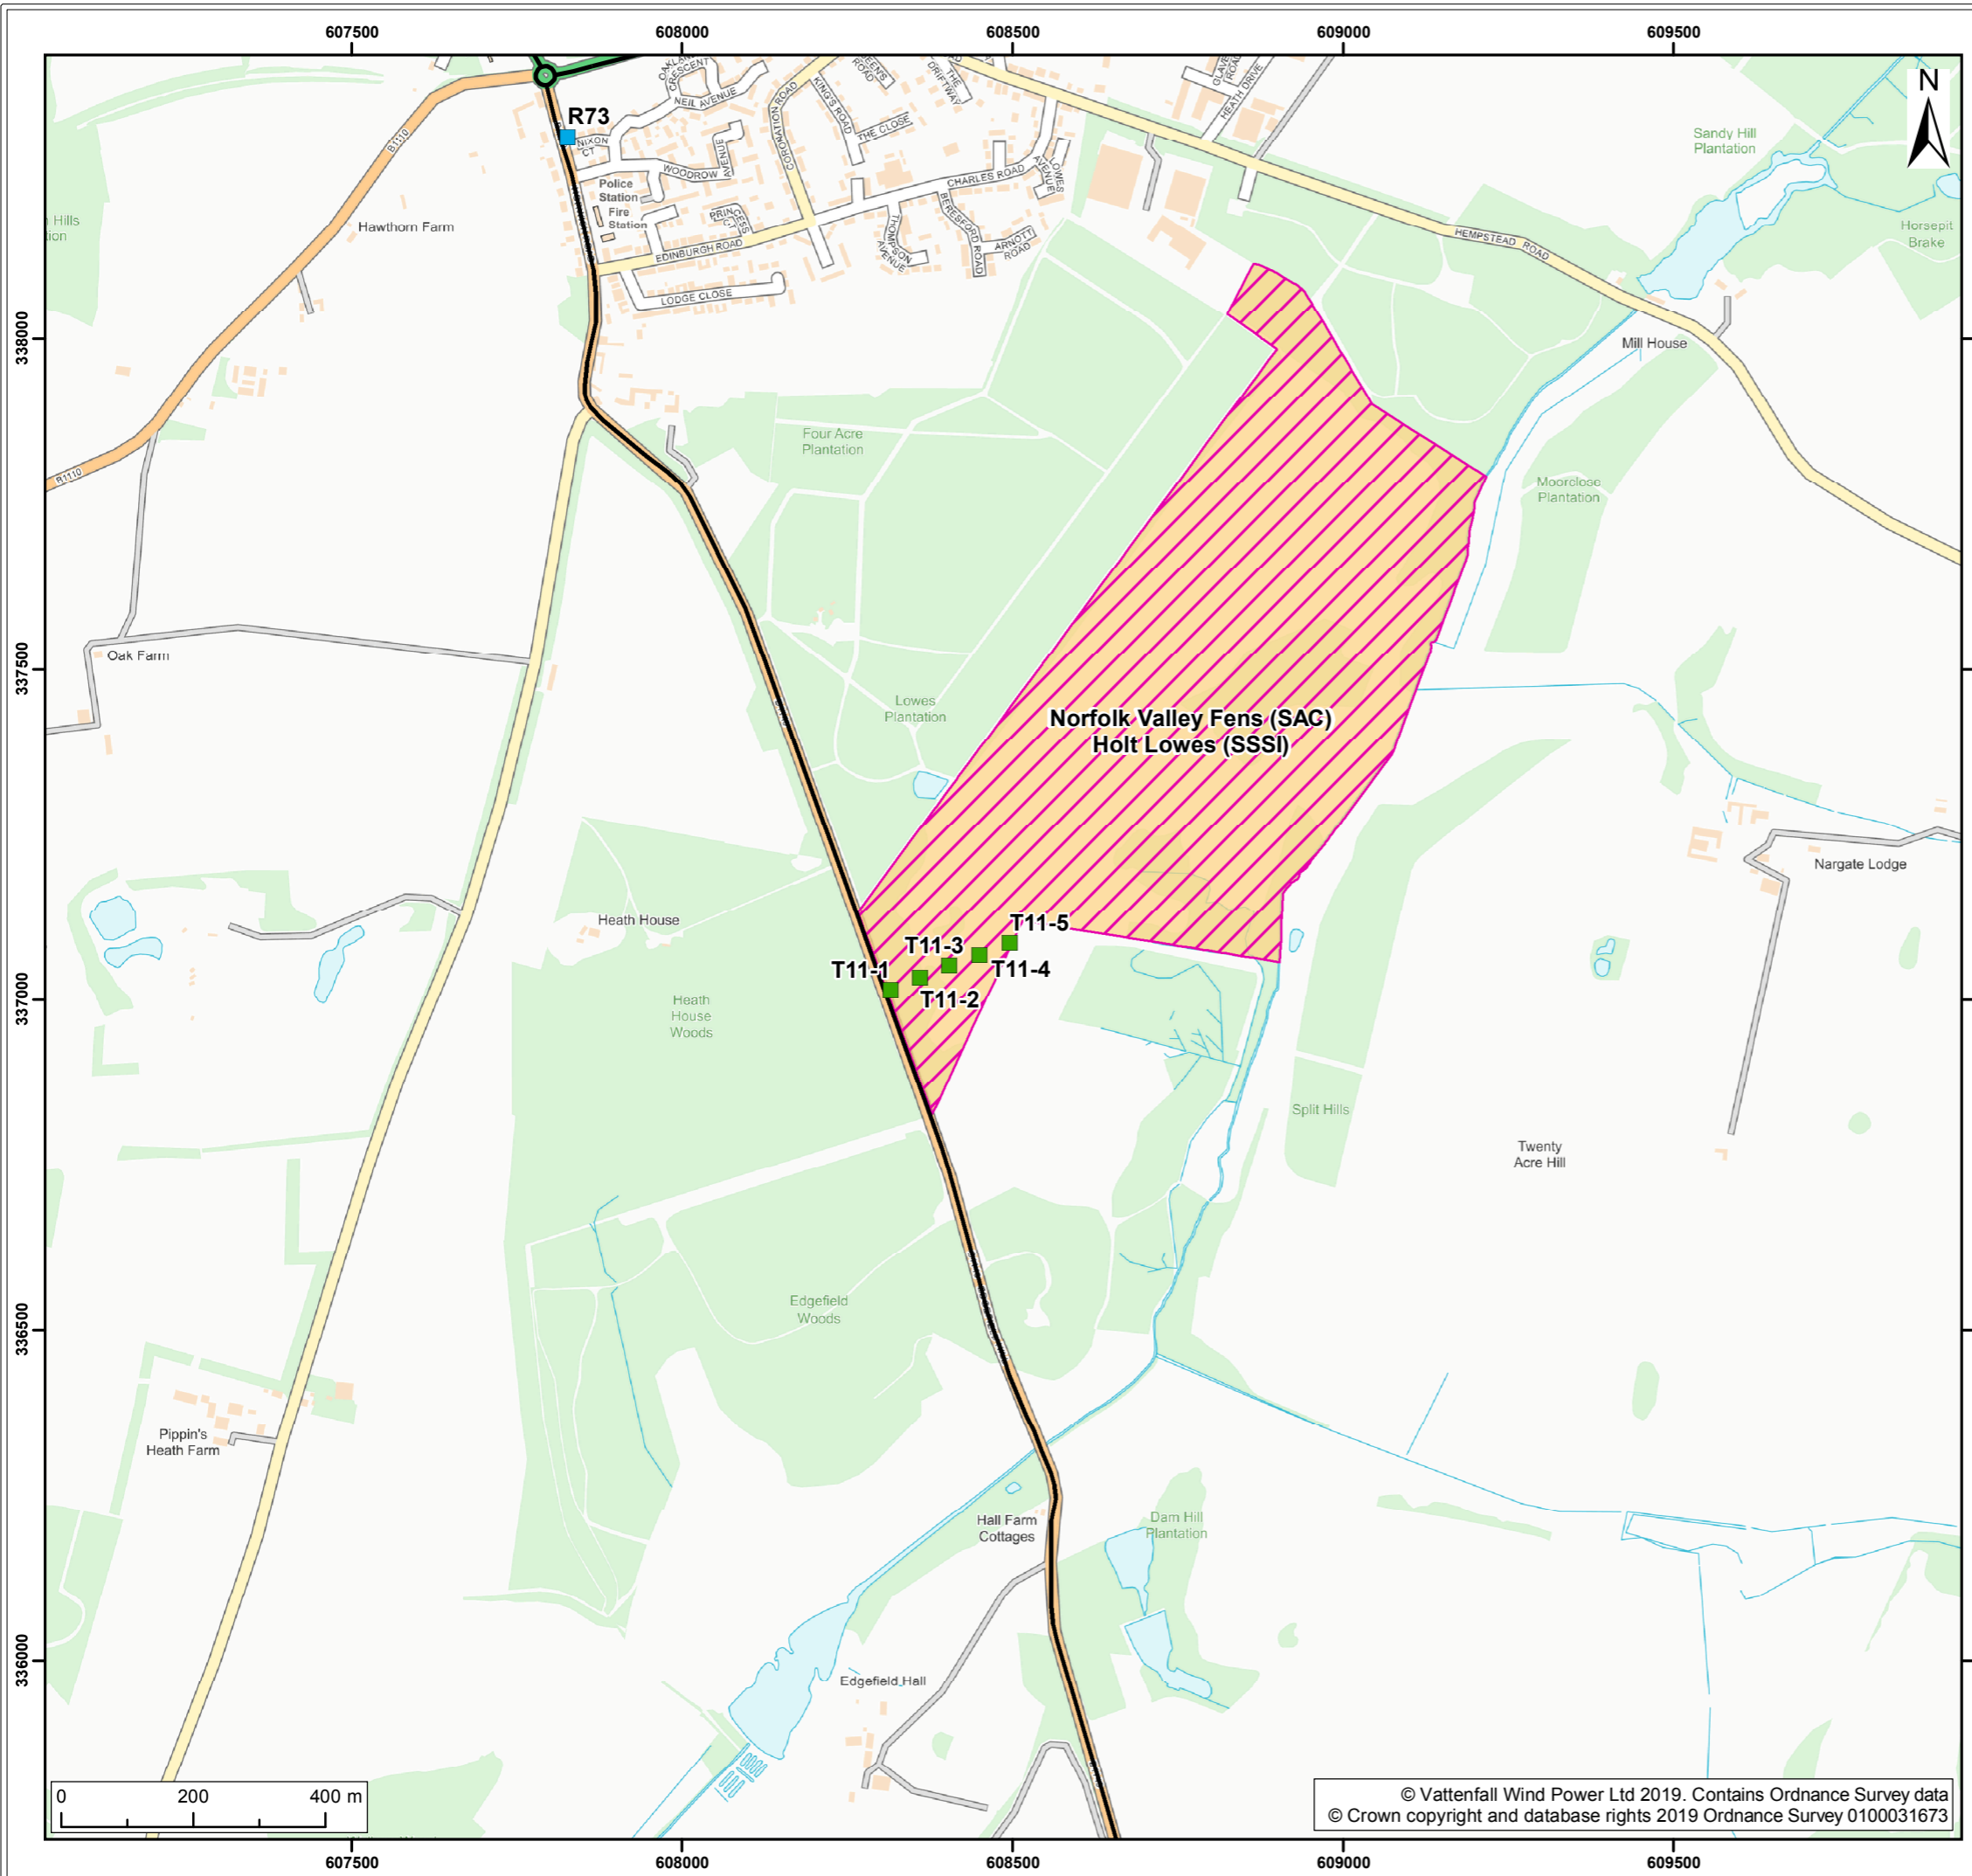 607500
608000
608500
609000
609500
N
R73
B1110
NIXON
CT
OAKLAND
CRESCENT
NEIL AVENUE
WOODROW
AVENUE
CORONATION ROAD
KING'S ROAD
THE CLOSE
THE
DRIFTWAY
HEATH DRIVE
Police
Station
Fire
Station
EDINBURGH ROAD
LODGE CLOSE
THOMPSON
AVENUE
BERESFORD ROAD
ARNOTT
ROAD
CHARLES ROAD
LOWES
AVENUE
HEMPSTEAD ROAD
Sandy Hill
Plantation
Horsepit
Brake
Hills
Hawthorn Farm
338000
Mill House
B1110
Four Acre
Plantation
Moorclose
Plantation
Oak Farm
337500
Lowes
Plantation
Norfolk Valley Fens (SAC)
Holt Lowes (SSSI)
Nargate Lodge
Heath House
T11-1
T11-2
T11-3
T11-4
T11-5
337000
Heath
House
Woods
Split Hills
Twenty
Acre Hill
Edgefield
Woods
336500
Pippin's
Heath Farm
Hall Farm
Cottages
Dam Hill
Plantation
336000
Edgefield Hall
0
200
400 m
© Vattenfall Wind Power Ltd 2019. Contains Ordnance Survey data
© Crown copyright and database rights 2019 Ordnance Survey 0100031673
607500
608000
608500
609000
609500